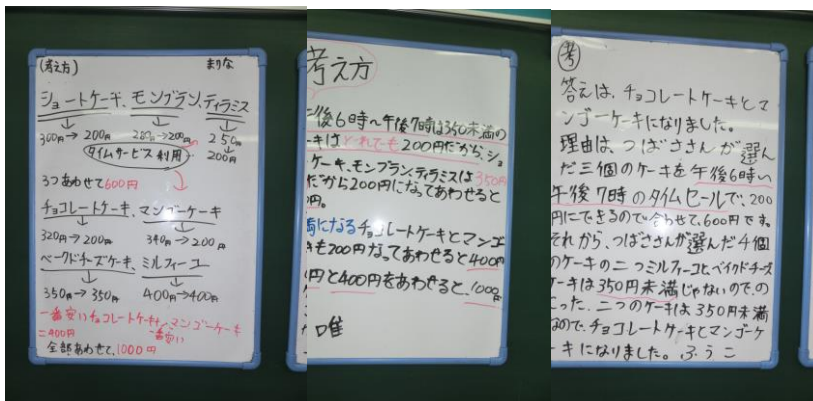 (考え方) まりな
ショートケーキ、モンブラン、ティラミス
300円→200円 280円→200円 250円→200円
タイムサービス利用
3つあわせて600円
チョコレートケーキ、マンゴーケーキ
320円→200円 340円→200円
ベークドチーズケーキ、ミルフィーユ
350円→350円 400円→400円
一番安いチョコレートケーキ+マンゴーケーキ
二番安い
=400円
全部あわせて、1000円
考え方
午後6時〜午後7時は350未満の
ーキはどれでも200円だから、ショ
ケーキ、モンブラン、ティラミスは350円
だから200円になってあわせると
円。
満になるチョコレートケーキとマンゴ
キも200円なってあわせると400円
円と400円をあわせると、1000円
唯
考
答えは、チョコレートケーキとマ
ンゴーケーキになりました。
理由は、つばささんが選ん
だ三個のケーキを午後6時い
午後7時のタイムセールで、200
円にできるので合わせて、600円です。
それから、つばささんが選んだ4個
のケーキの二つミルフィーユと、ベイクドチーズ
ケーキは350円未満じゃないので、の
こった、二つのケーキは350円未満
なので、チョコレートケーキとマンゴーケ
ーキになりました。ふうこ